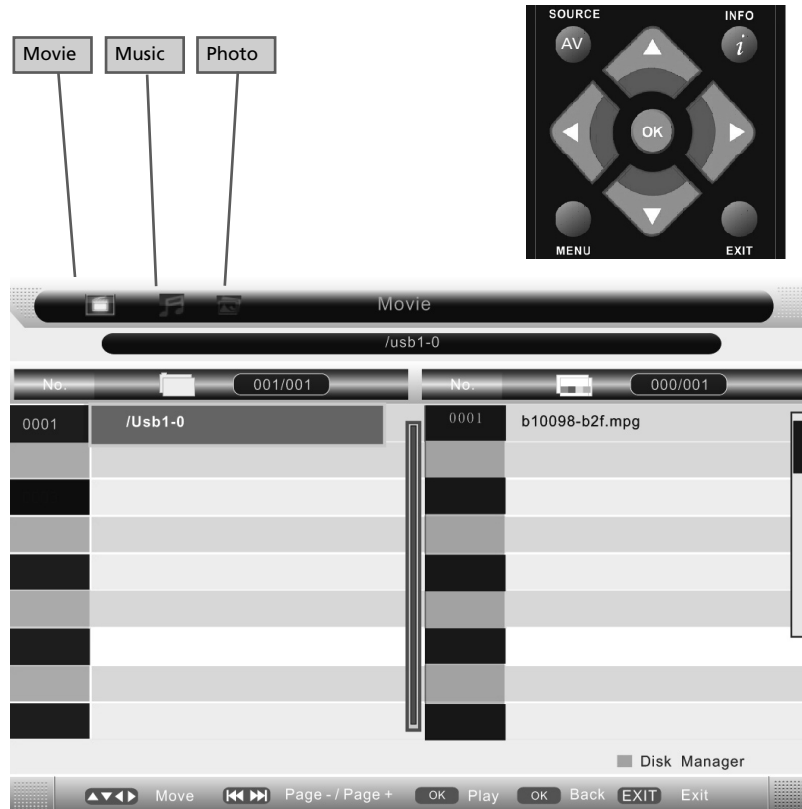 SOURCE INFO
AV i
Movie Music Photo
OK
MENU EXIT
Movie
/usb1-0
No. 001/001 No. 000/001
0001 /Usb1-0 0001 b10098-b2f.mpg
Disk Manager
Move Page - / Page + OK Play OK Back EXIT Exit